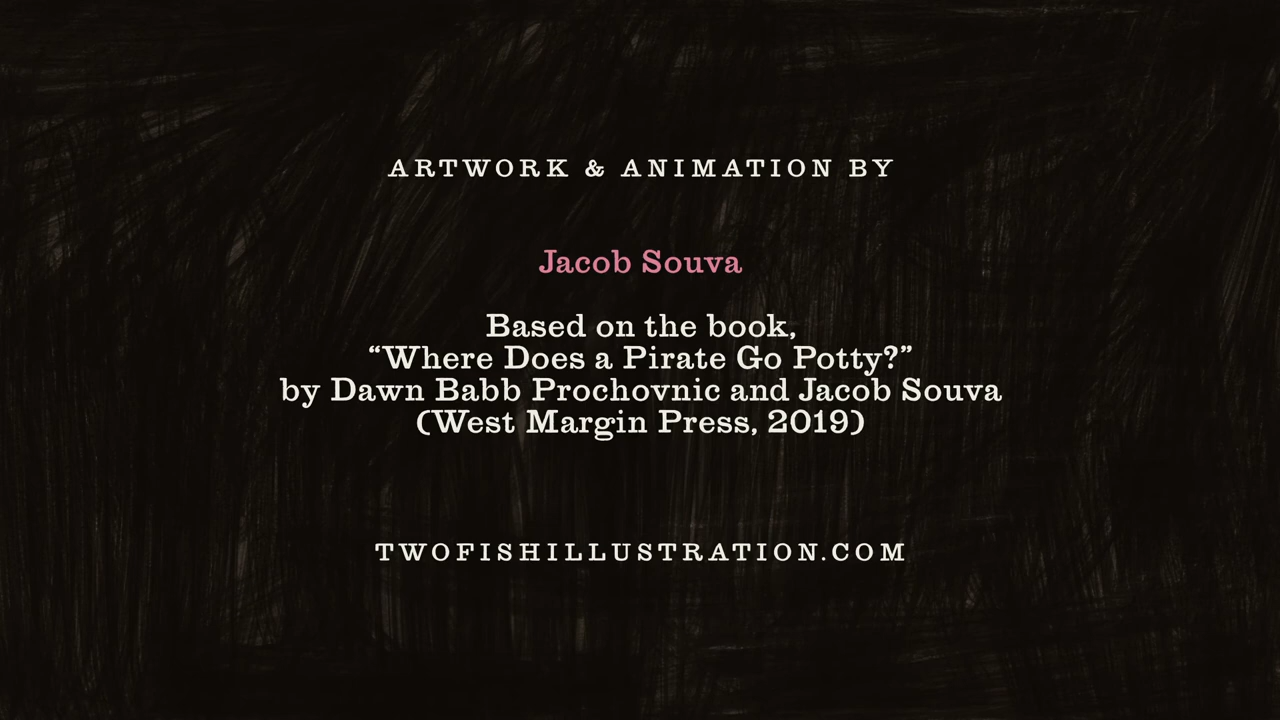 ARTWORK & ANIMATION BY
Jacob Souva
Based on the book,
“Where Does a Pirate Go Potty?”
by Dawn Babb Prochovnic and Jacob Souva
(West Margin Press, 2019)
TWOFISHILLUSTRATION.COM